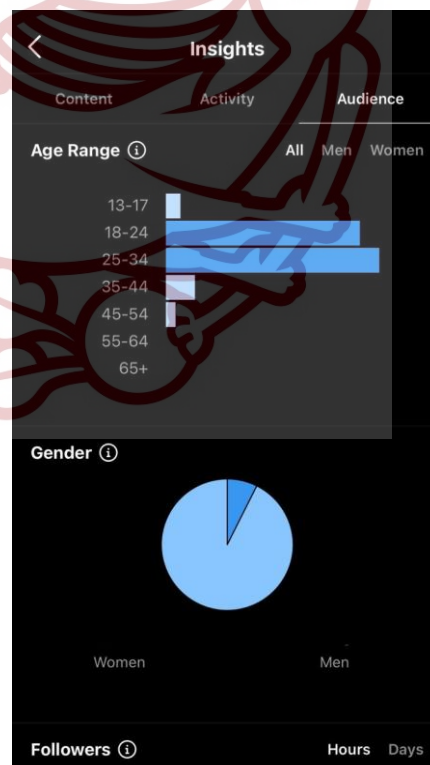 Insights
Content Activity Audience
Age Range All Men Women
13-17
18-24
25-34
35-44
45-54
55-64
65+
Gender
Women Men
Followers Hours Days